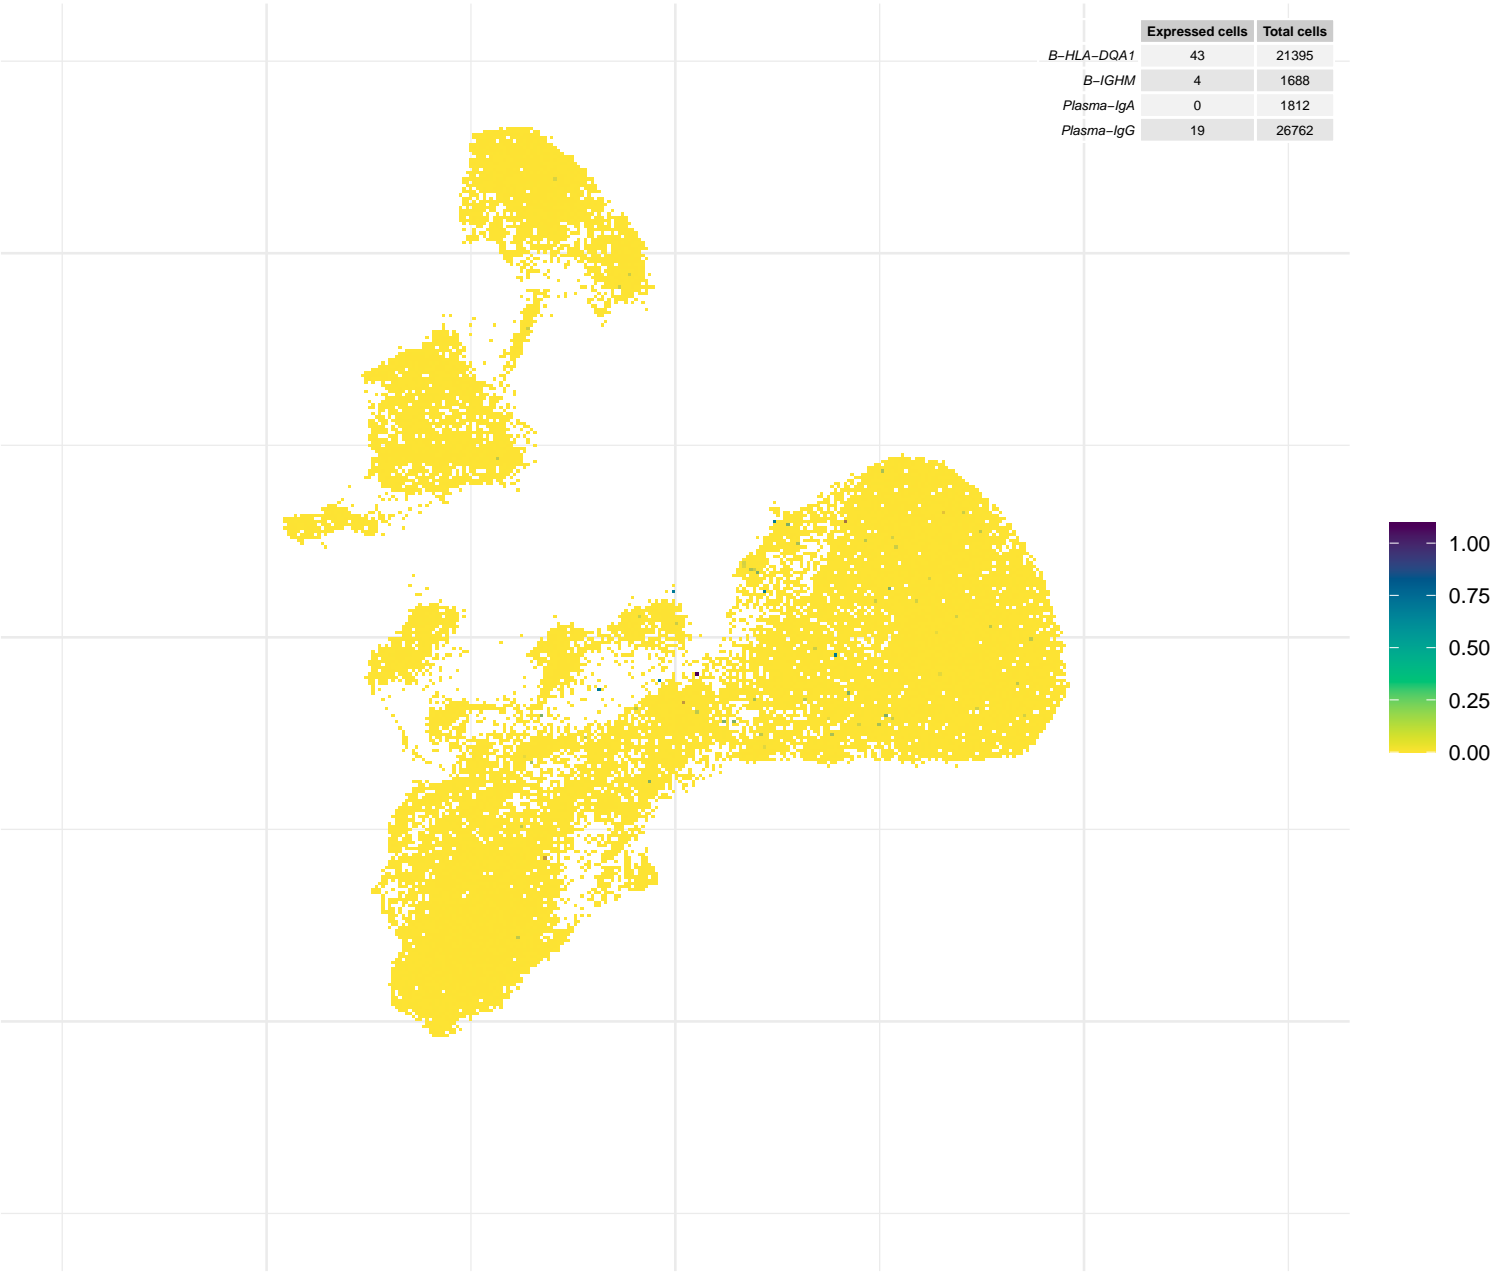 Expressed cells Total cells
B−HLA−DQA1 43 21395
B−IGHM 4 1688
Plasma−IgA 0 1812
Plasma−IgG 19 26762
1.00
0.75
0.50
0.25
0.00